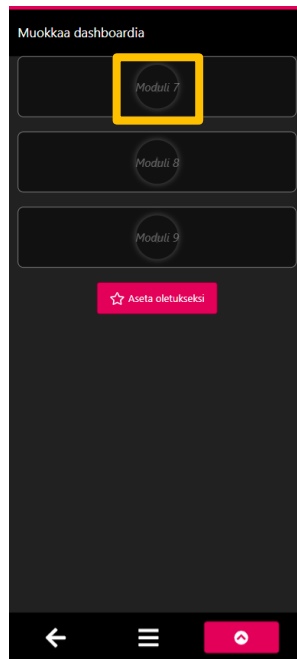 Muokkaa dashboardia
Moduli 7
Moduli 8
Moduli 9
Aseta oletukseksi